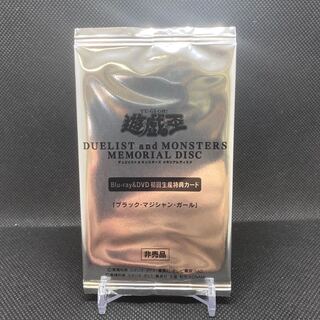 YU-GI-OH!
遊戯王
DUELIST and MONSTERS
MEMORIAL DISC
デュエリスト & モンスターズ メモリアルディスク
Blu-ray&DVD 初回生産特典カード
「ブラック・マジシャン・ガール」
非売品